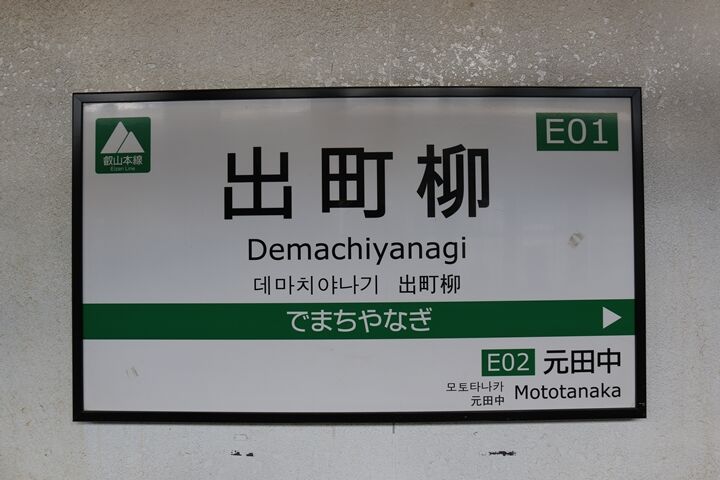 叡山本線
Eizan Line
E01
出町柳
Demachiyanagi
데마치야나기 出町柳
でまちやなぎ
E02 元田中
모토타나카
元田中
Mototanaka